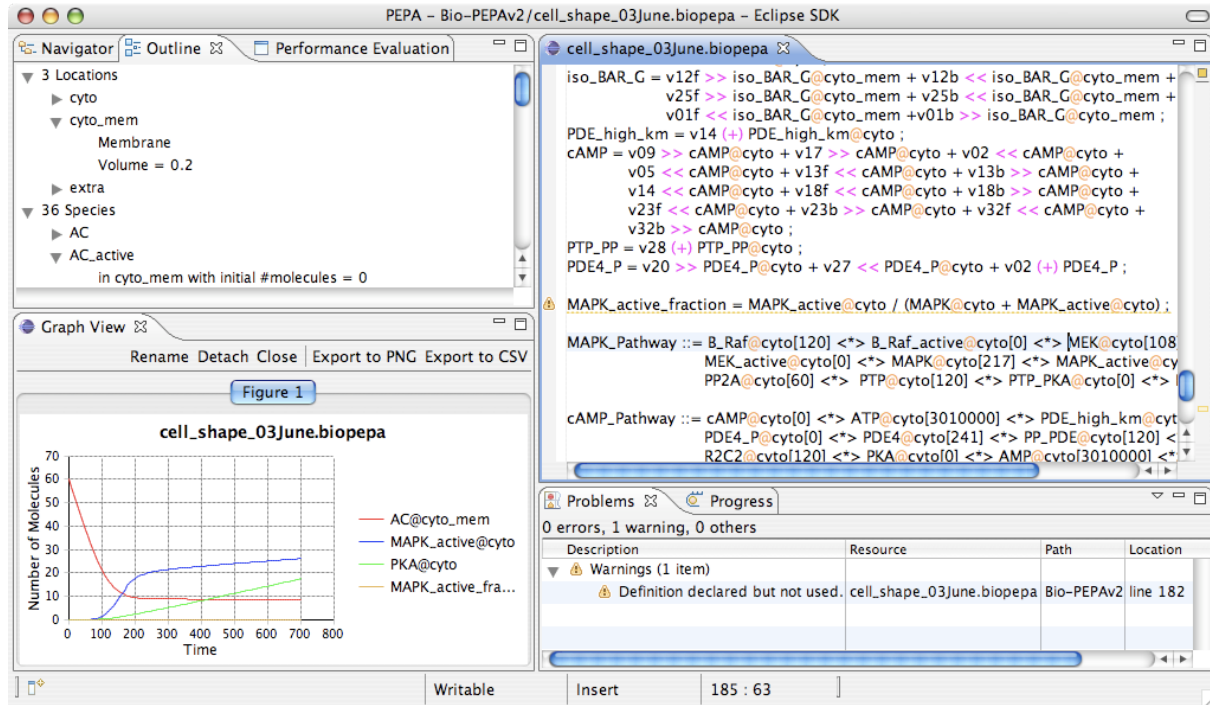 PEPA – Bio-PEPAv2/cell_shape_03June.biopepa – Eclipse SDK
Navigator Outline Performance Evaluation
3 Locations
cyto
cyto_mem
Membrane
Volume = 0.2
extra
36 Species
AC
AC_active
in cyto_mem with initial #molecules = 0
Graph View
Rename Detach Close Export to PNG Export to CSV
Figure 1
cell_shape_03June.biopepa
Number of Molecules
70
60
50
40
30
20
10
0
0 100 200 300 400 500 600 700 800
Time
AC@cyto_mem
MAPK_active@cyto
PKA@cyto
MAPK_active_fra...
cell_shape_03June.biopepa
iso_BAR_G = v12f >> iso_BAR_G@cyto_mem + v12b << iso_BAR_G@cyto_mem +
v25f >> iso_BAR_G@cyto_mem + v25b << iso_BAR_G@cyto_mem +
v01f << iso_BAR_G@cyto_mem +v01b >> iso_BAR_G@cyto_mem ;
PDE_high_km = v14 (+) PDE_high_km@cyto ;
cAMP = v09 >> cAMP@cyto + v17 >> cAMP@cyto + v02 << cAMP@cyto +
v05 << cAMP@cyto + v13f << cAMP@cyto + v13b >> cAMP@cyto +
v14 << cAMP@cyto + v18f << cAMP@cyto + v18b >> cAMP@cyto +
v23f << cAMP@cyto + v23b >> cAMP@cyto + v32f << cAMP@cyto +
v32b >> cAMP@cyto ;
PTP_PP = v28 (+) PTP_PP@cyto ;
PDE4_P = v20 >> PDE4_P@cyto + v27 << PDE4_P@cyto + v02 (+) PDE4_P ;
MAPK_active_fraction = MAPK_active@cyto / (MAPK@cyto + MAPK_active@cyto) ;
MAPK_Pathway ::= B_Raf@cyto[120] <*> B_Raf_active@cyto[0] <*> MEK@cyto[108
MEK_active@cyto[0] <*> MAPK@cyto[217] <*> MAPK_active@cy
PP2A@cyto[60] <*> PTP@cyto[120] <*> PTP_PKA@cyto[0] <*>
cAMP_Pathway ::= cAMP@cyto[0] <*> ATP@cyto[3010000] <*> PDE_high_km@cyt
PDE4_P@cyto[0] <*> PDE4@cyto[241] <*> PP_PDE@cyto[120] <
R2C2@cyto[120] <*> PKA@cyto[0] <*> AMP@cyto[3010000] <*
Problems Progress
0 errors, 1 warning, 0 others
Description Resource Path Location
Warnings (1 item)
Definition declared but not used. cell_shape_03June.biopepa Bio-PEPAv2 line 182
Writable Insert 185 : 63